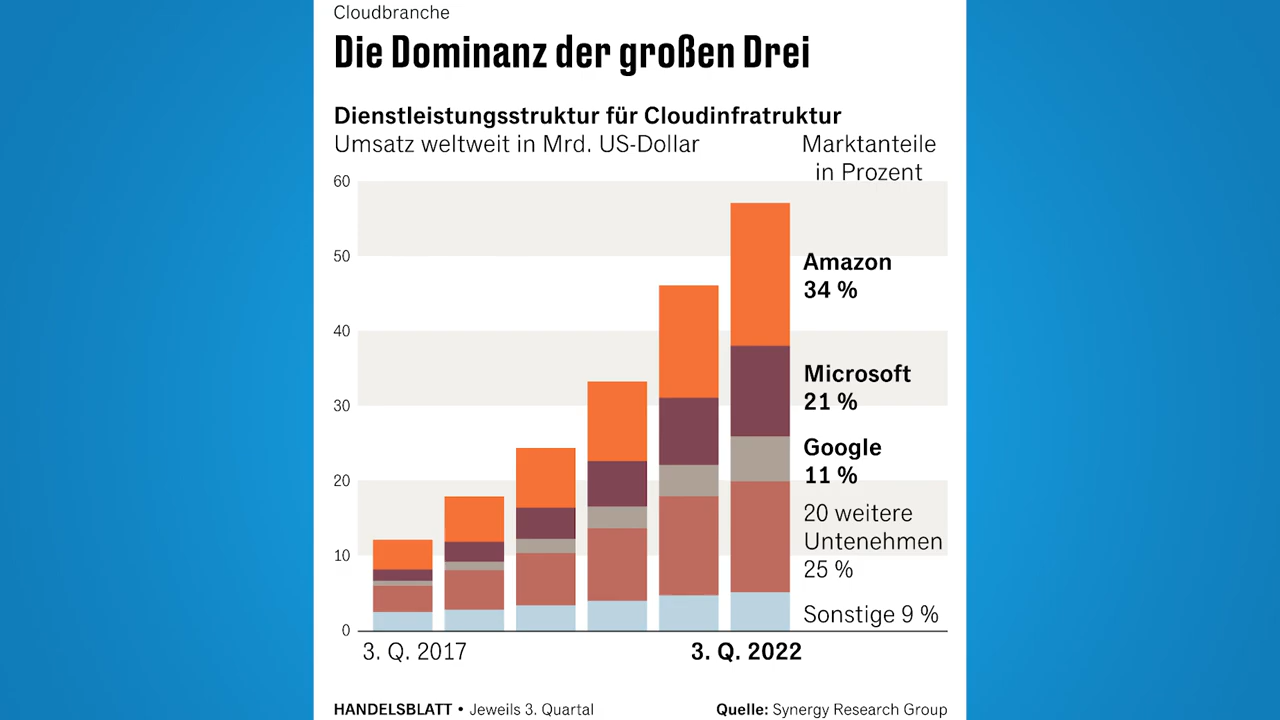 Cloudbranche
Die Dominanz der großen Drei
Dienstleistungsstruktur für Cloudinfratruktur
Umsatz weltweit in Mrd. US-Dollar
Marktanteile
in Prozent
60
50
40
30
20
10
0
Amazon
34 %
Microsoft
21 %
Google
11 %
20 weitere
Untenehmen
25 %
Sonstige 9 %
3. Q. 2017
3. Q. 2022
HANDELSBLATT • Jeweils 3. Quartal
Quelle: Synergy Research Group